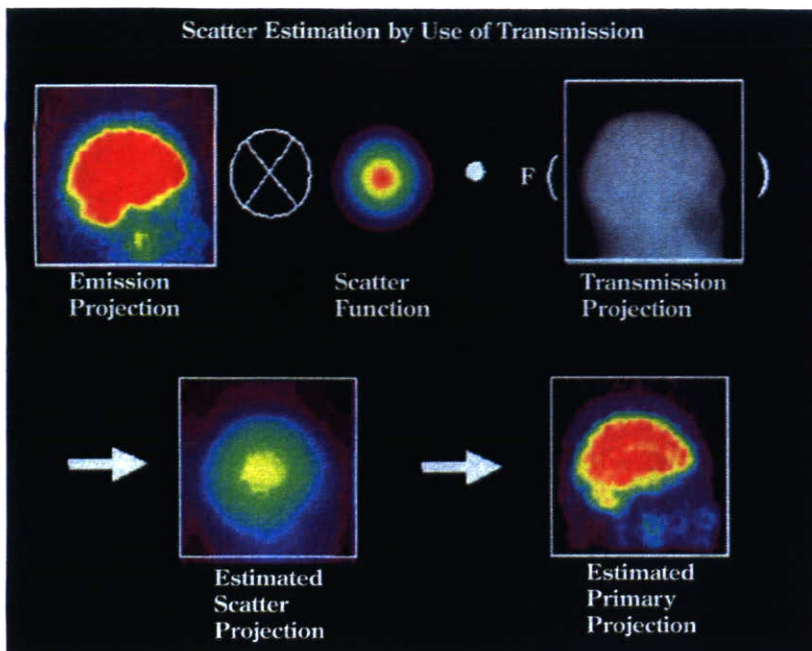 Scatter Estimation by Use of Transmission
F ( )
Emission
Projection
Scatter
Function
Transmission
Projection
Estimated
Scatter
Projection
Estimated
Primary
Projection